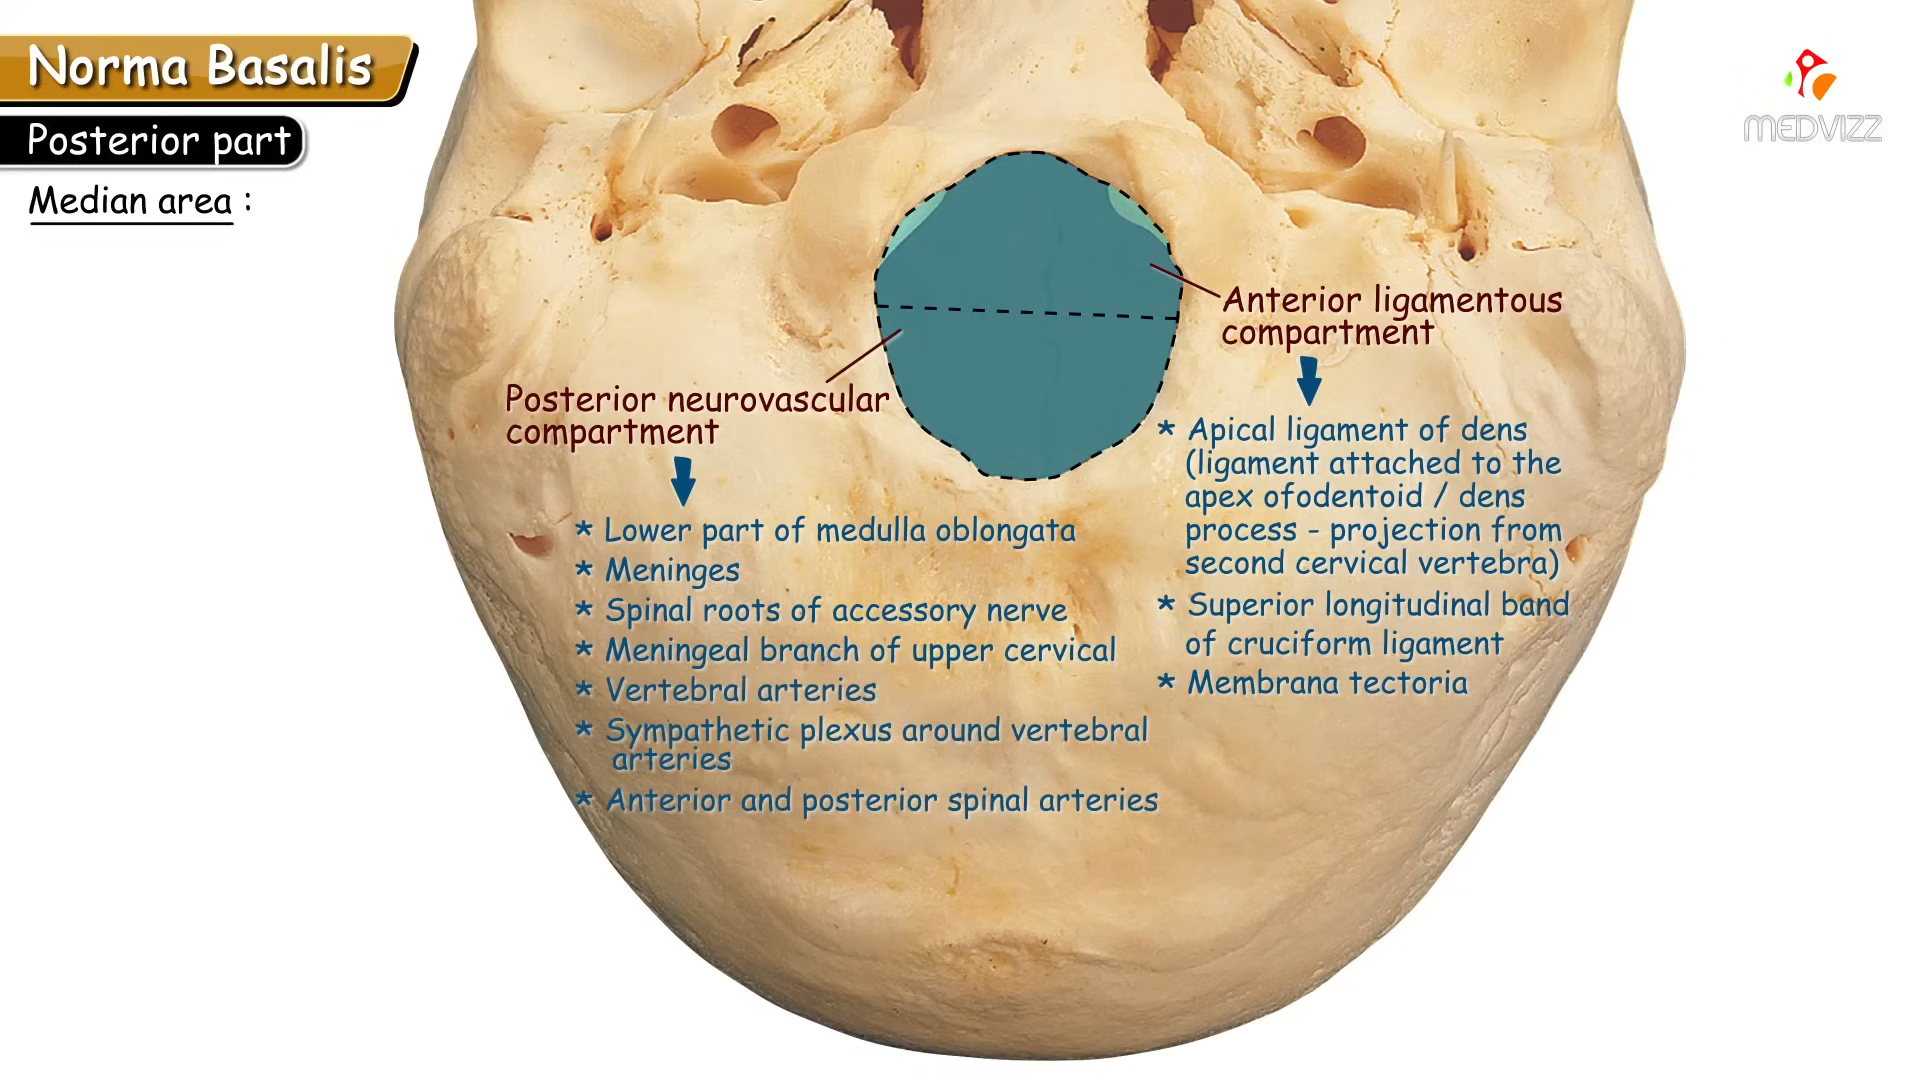 Norma Basalis
Posterior part
Median area :
MEDVIZZ
Anterior ligamentous
compartment
* Apical ligament of dens
(ligament attached to the
apex ofodentoid / dens
process - projection from
second cervical vertebra)
* Superior longitudinal band
of cruciform ligament
* Membrana tectoria
Posterior neurovascular
compartment
* Lower part of medulla oblongata
* Meninges
* Spinal roots of accessory nerve
* Meningeal branch of upper cervical
* Vertebral arteries
* Sympathetic plexus around vertebral
arteries
* Anterior and posterior spinal arteries